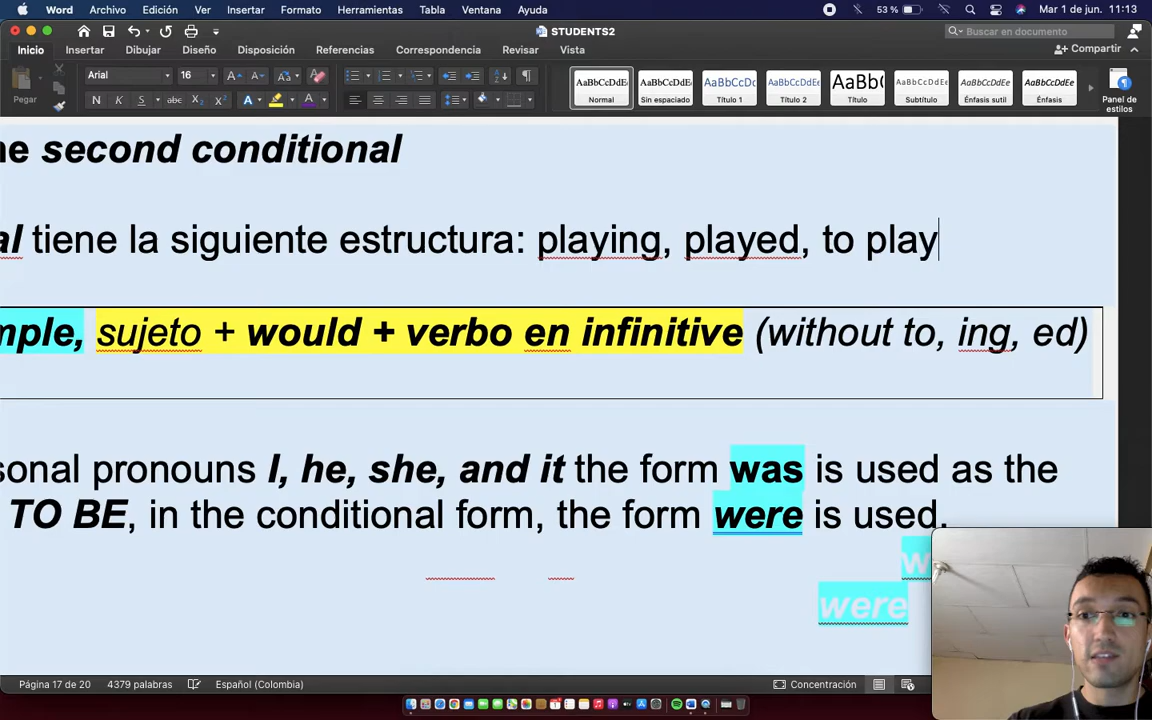 Word Archivo Edición Ver Insertar Formato Herramientas Tabla Ventana Ayuda 53 % Mar 1 de jun. 11:13
STUDENTS2 Buscar en documento
Inicio Insertar Dibujar Diseño Disposición Referencias Correspondencia Revisar Vista Compartir
Arial 16
Pegar N K S abc X₂ X² A A
AaBbCcDdEe Normal
AaBbCcDdEe Sin espaciado
AaBbCcDc Título 1
AaBbCcDdEe Título 2
AaBb( Título
AaBbCcDdEe Subtítulo
AaBbCcDdEe Énfasis sutil
AaBbCcDdEe Énfasis
Panel de estilos
ne second conditional
al tiene la siguiente estructura: playing, played, to play
mple, sujeto + would + verbo en infinitive (without to, ing, ed)
sonal pronouns I, he, she, and it the form was is used as the
TO BE, in the conditional form, the form were is used.
w
were
Página 17 de 20 4379 palabras Español (Colombia) Concentración